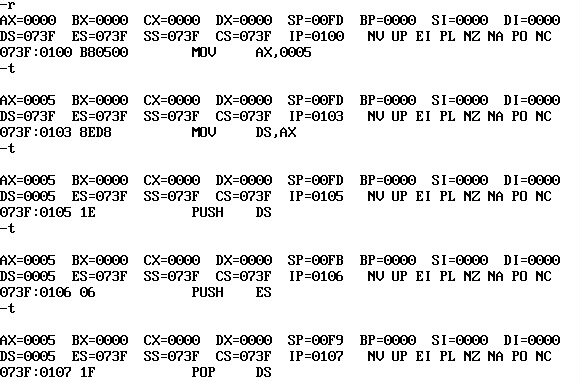 -r
AX=0000 BX=0000 CX=0000 DX=0000 SP=00FD BP=0000 SI=0000 DI=0000
DS=073F ES=073F SS=073F CS=073F IP=0100 NV UP EI PL NZ NA PO NC
073F:0100 B80500 MOV AX,0005
-t
AX=0005 BX=0000 CX=0000 DX=0000 SP=00FD BP=0000 SI=0000 DI=0000
DS=073F ES=073F SS=073F CS=073F IP=0103 NV UP EI PL NZ NA PO NC
073F:0103 8ED8 MOV DS,AX
-t
AX=0005 BX=0000 CX=0000 DX=0000 SP=00FD BP=0000 SI=0000 DI=0000
DS=0005 ES=073F SS=073F CS=073F IP=0105 NV UP EI PL NZ NA PO NC
073F:0105 1E PUSH DS
-t
AX=0005 BX=0000 CX=0000 DX=0000 SP=00FB BP=0000 SI=0000 DI=0000
DS=0005 ES=073F SS=073F CS=073F IP=0106 NV UP EI PL NZ NA PO NC
073F:0106 06 PUSH ES
-t
AX=0005 BX=0000 CX=0000 DX=0000 SP=00F9 BP=0000 SI=0000 DI=0000
DS=0005 ES=073F SS=073F CS=073F IP=0107 NV UP EI PL NZ NA PO NC
073F:0107 1F POP DS